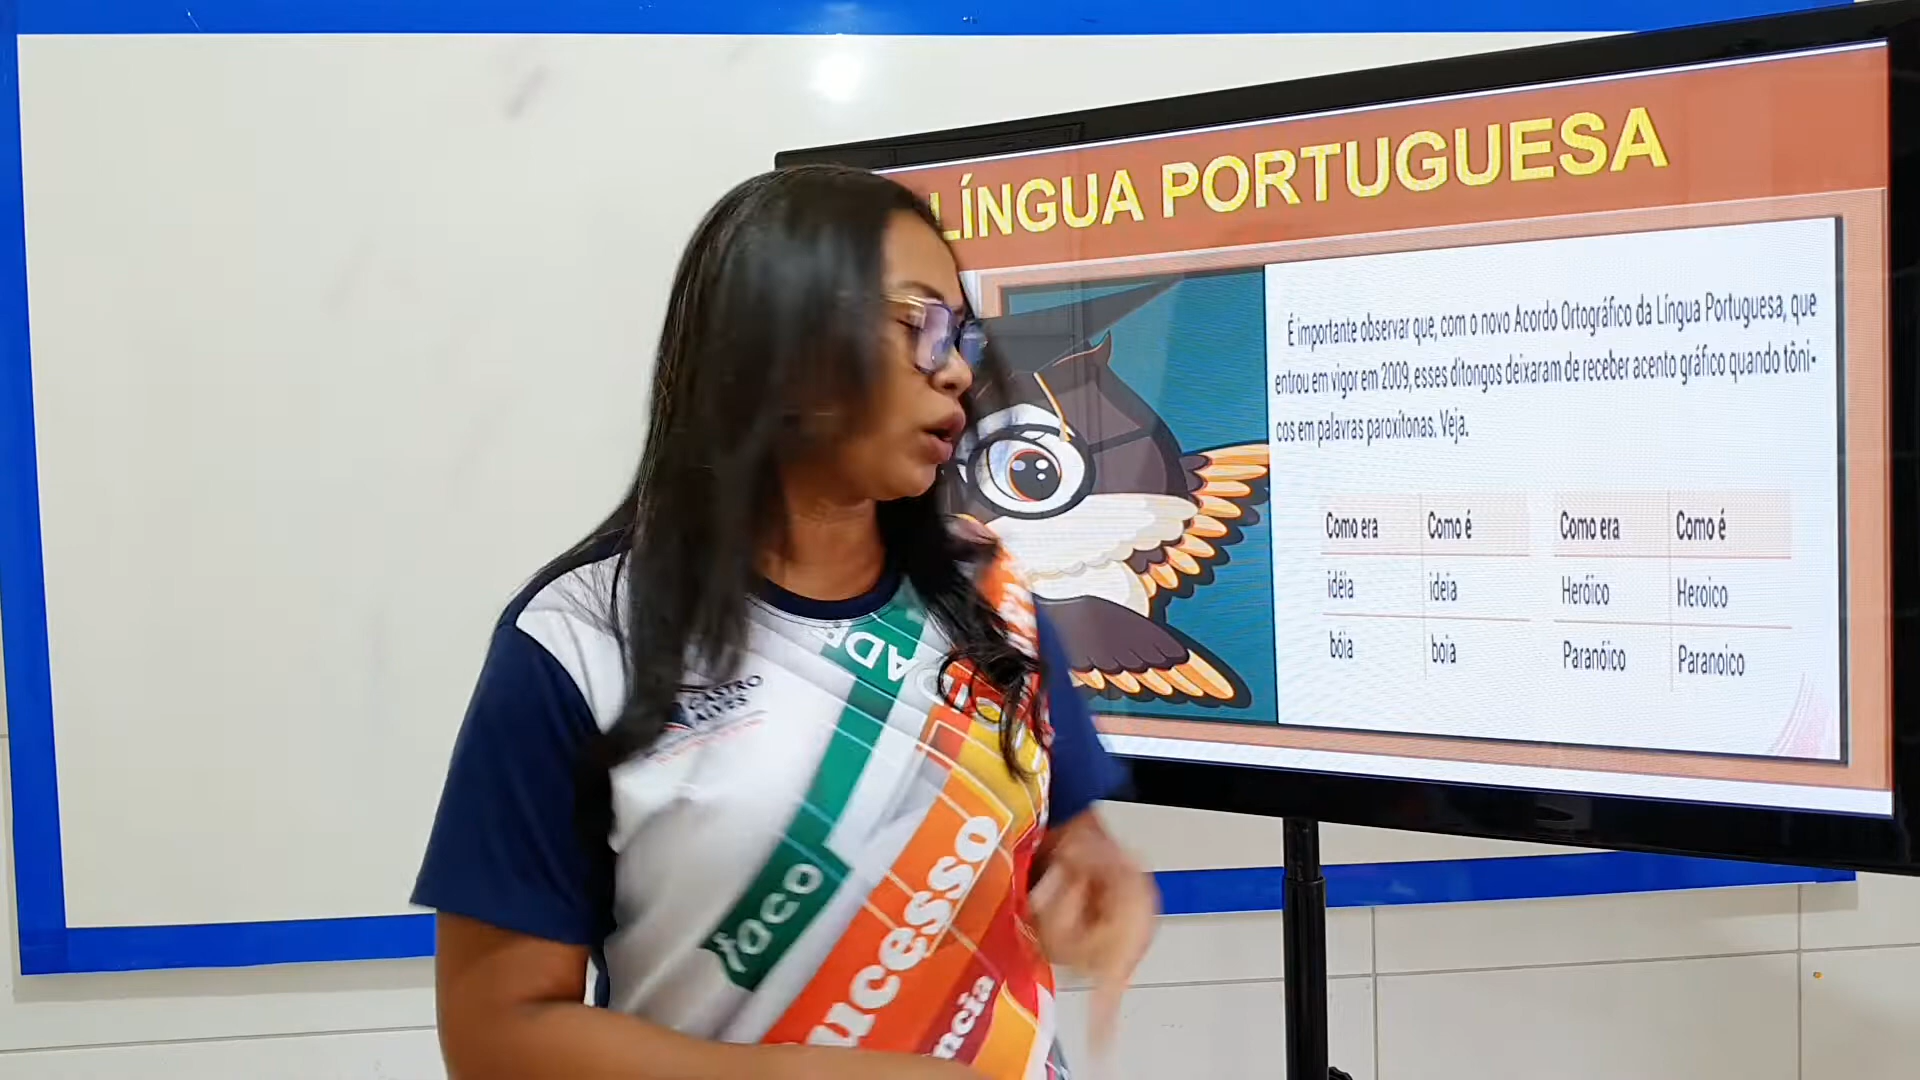 LÍNGUA PORTUGUESA
É importante observar que, com o novo Acordo Ortográfico da Língua Portuguesa, que
entrou em vigor em 2009, esses ditongos deixaram de receber acento gráfico quando tôni-
cos em palavras paroxítonas. Veja.
Como era Como é Como era Como é
idéia ideia Heróico Heroico
bóia boia Paranóico Paranoico
CASTRO
ALVES